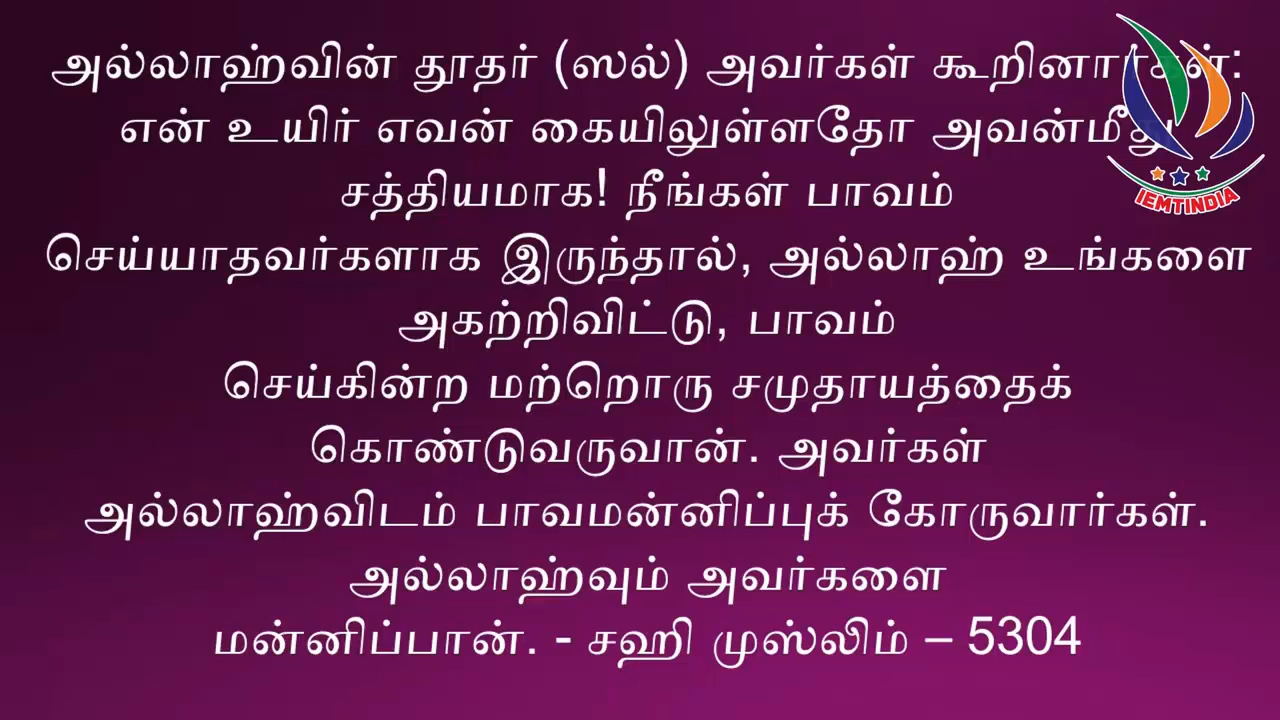 அல்லாஹ்வின் தூதர் (ஸல்) அவர்கள் கூறினார்கள்:
என் உயிர் எவன் கையிலுள்ளதோ அவன்மீது
சத்தியமாக! நீங்கள் பாவம்
செய்யாதவர்களாக இருந்தால், அல்லாஹ் உங்களை
அகற்றிவிட்டு, பாவம்
செய்கின்ற மற்றொரு சமுதாயத்தைக்
கொண்டுவருவான். அவர்கள்
அல்லாஹ்விடம் பாவமன்னிப்புக் கோருவார்கள்.
அல்லாஹ்வும் அவர்களை
மன்னிப்பான். - சஹி முஸ்லிம் – 5304
IEMTINDIA